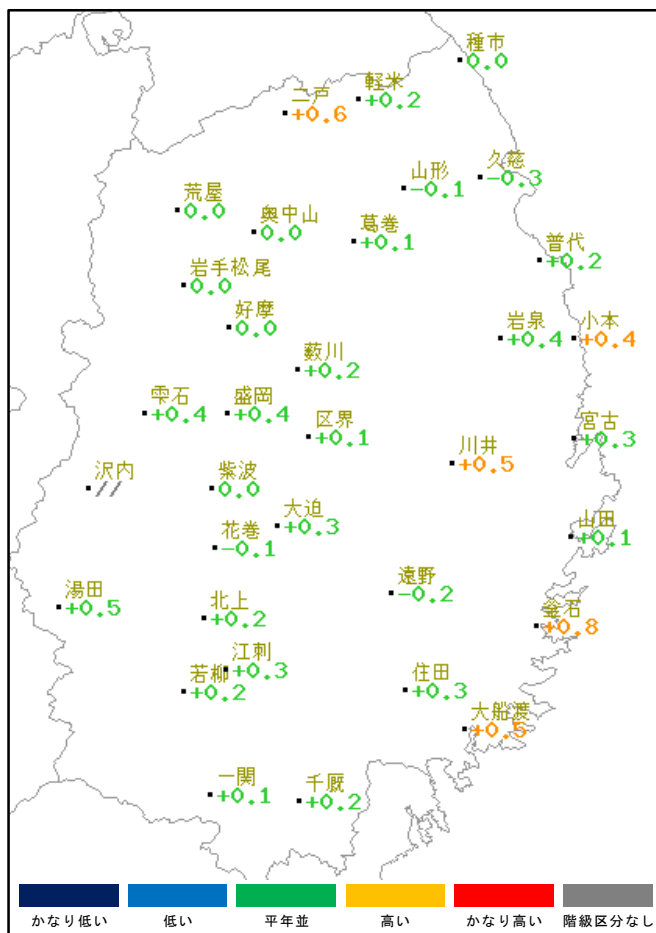 種市
0.0
軽米
+0.2
二戸
+0.6
久慈
-0.3
山形
-0.1
荒屋
0.0
奥中山
0.0
葛巻
+0.1
普代
+0.2
岩手松尾
0.0
好摩
0.0
岩泉
+0.4
小本
+0.4
薮川
+0.2
雫石
+0.4
盛岡
+0.4
区界
+0.1
宮古
+0.3
川井
+0.5
沢内
//
紫波
0.0
大迫
+0.3
山田
+0.1
花巻
-0.1
遠野
-0.2
湯田
+0.5
北上
+0.2
釜石
+0.8
江刺
+0.3
若柳
+0.2
住田
+0.3
大船渡
+0.5
一関
+0.1
千厩
+0.2
かなり低い
低い
平年並
高い
かなり高い
階級区分なし